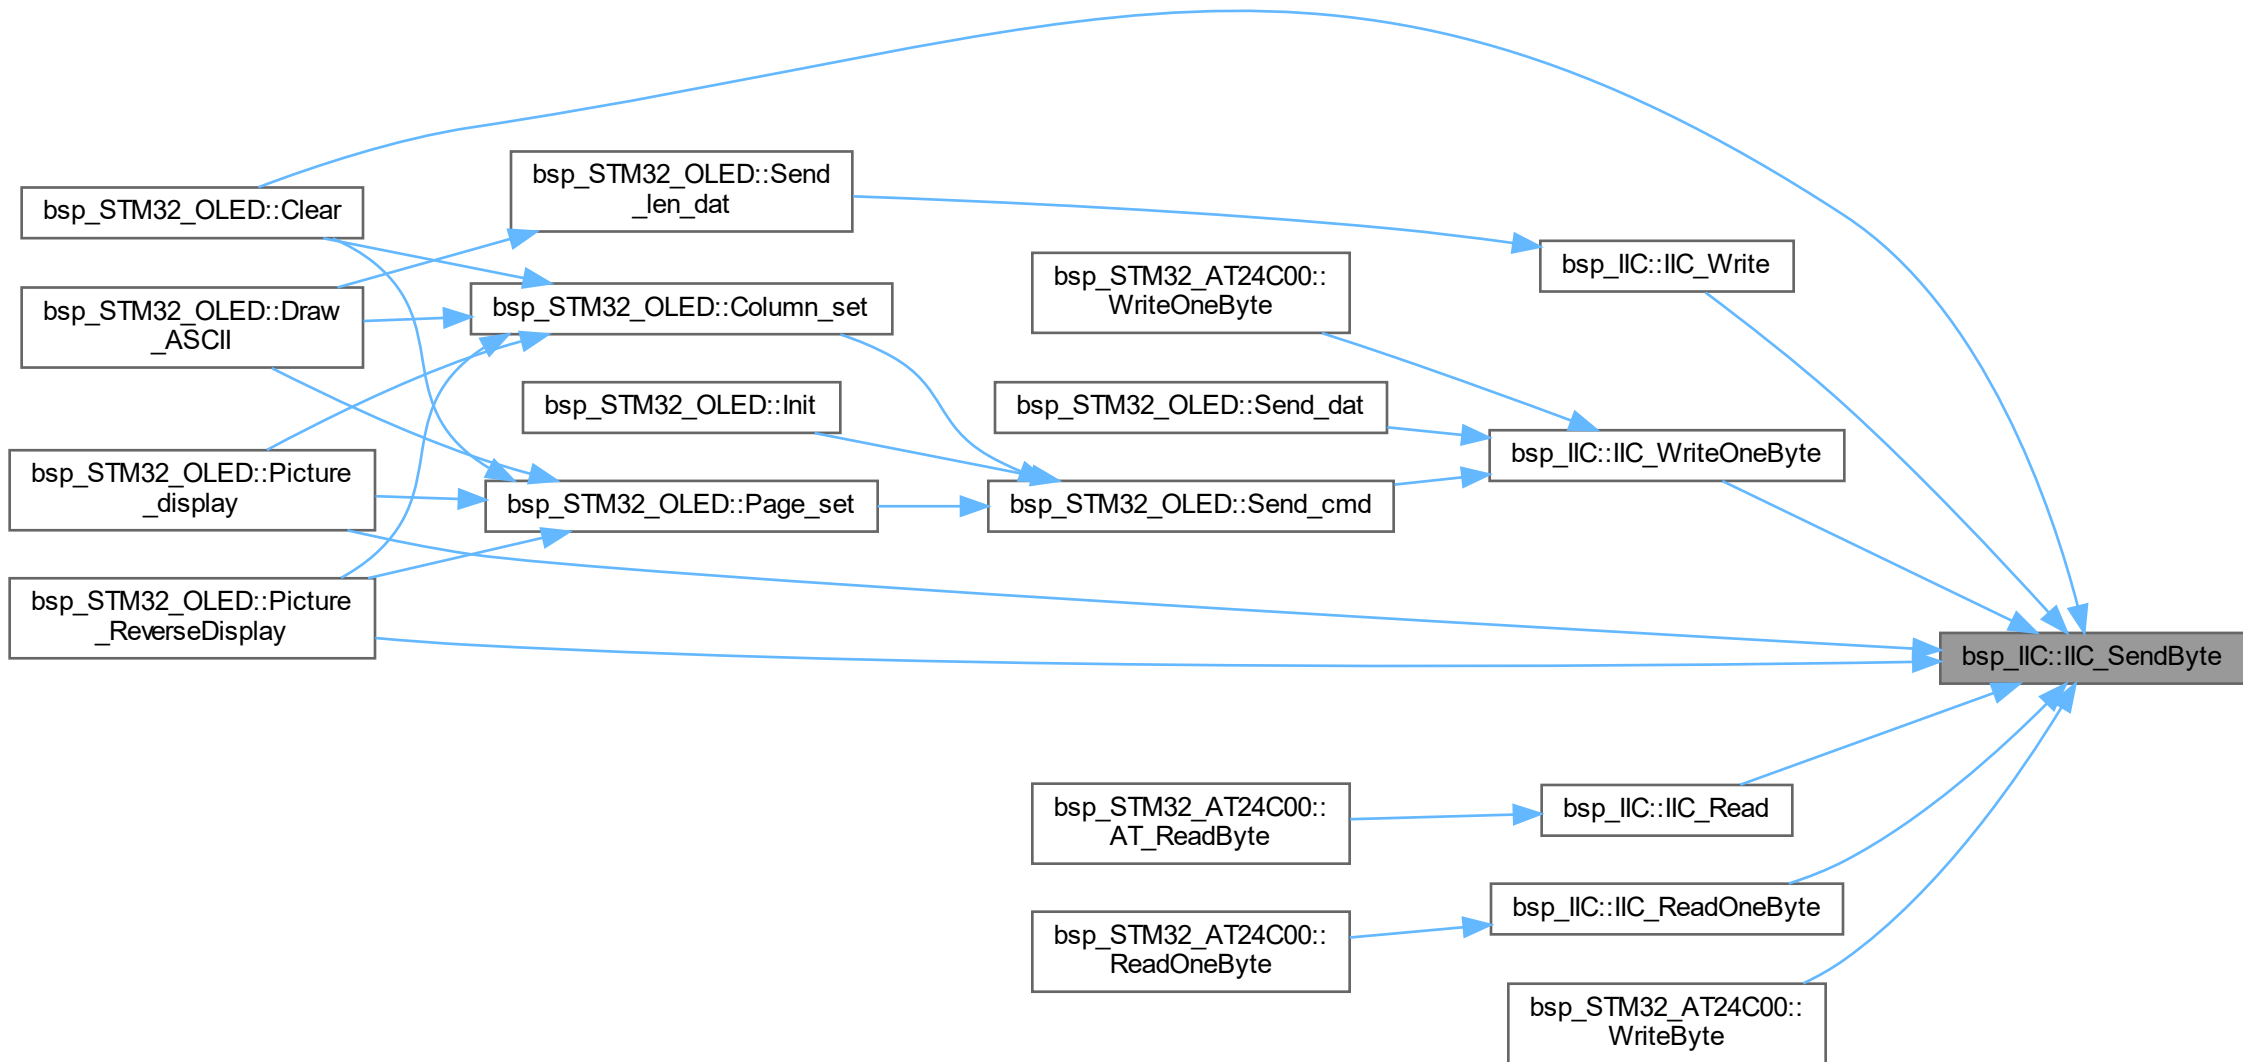 bsp_STM32_OLED::Clear
bsp_STM32_OLED::Draw
_ASCII
bsp_STM32_OLED::Picture
_display
bsp_STM32_OLED::Picture
_ReverseDisplay
bsp_STM32_OLED::Send
_len_dat
bsp_STM32_OLED::Column_set
bsp_STM32_OLED::Init
bsp_STM32_OLED::Page_set
bsp_STM32_AT24C00::
WriteOneByte
bsp_STM32_OLED::Send_dat
bsp_STM32_OLED::Send_cmd
bsp_STM32_AT24C00::
AT_ReadByte
bsp_STM32_AT24C00::
ReadOneByte
bsp_IIC::IIC_Write
bsp_IIC::IIC_WriteOneByte
bsp_IIC::IIC_Read
bsp_IIC::IIC_ReadOneByte
bsp_STM32_AT24C00::
WriteByte
bsp_IIC::IIC_SendByte